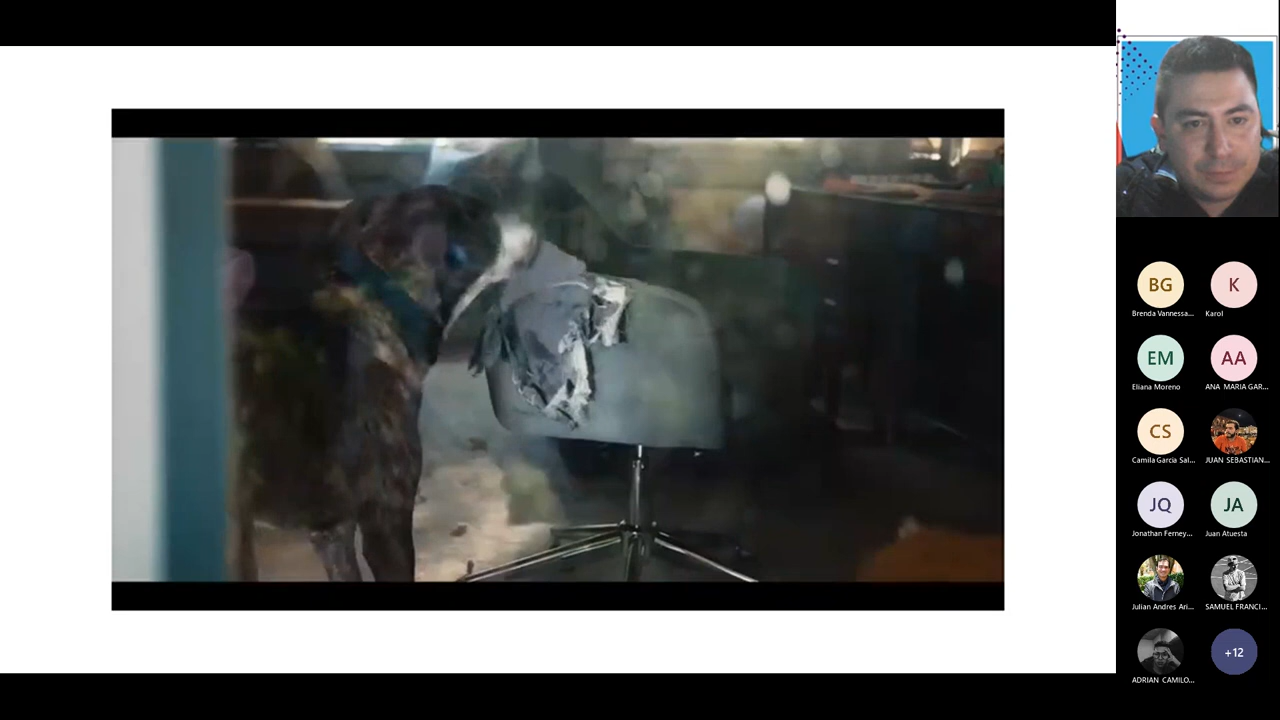 BG
K
Brenda Vannessa...
Karol
EM
AA
Eliana Moreno
ANA MARIA GAR...
CS
Camila Garcia Sal...
JUAN SEBASTIAN...
JQ
JA
Jonathan Ferney...
Juan Atuesta
Julian Andres Ari...
SAMUEL FRANCI...
+12
ADRIAN CAMILO...